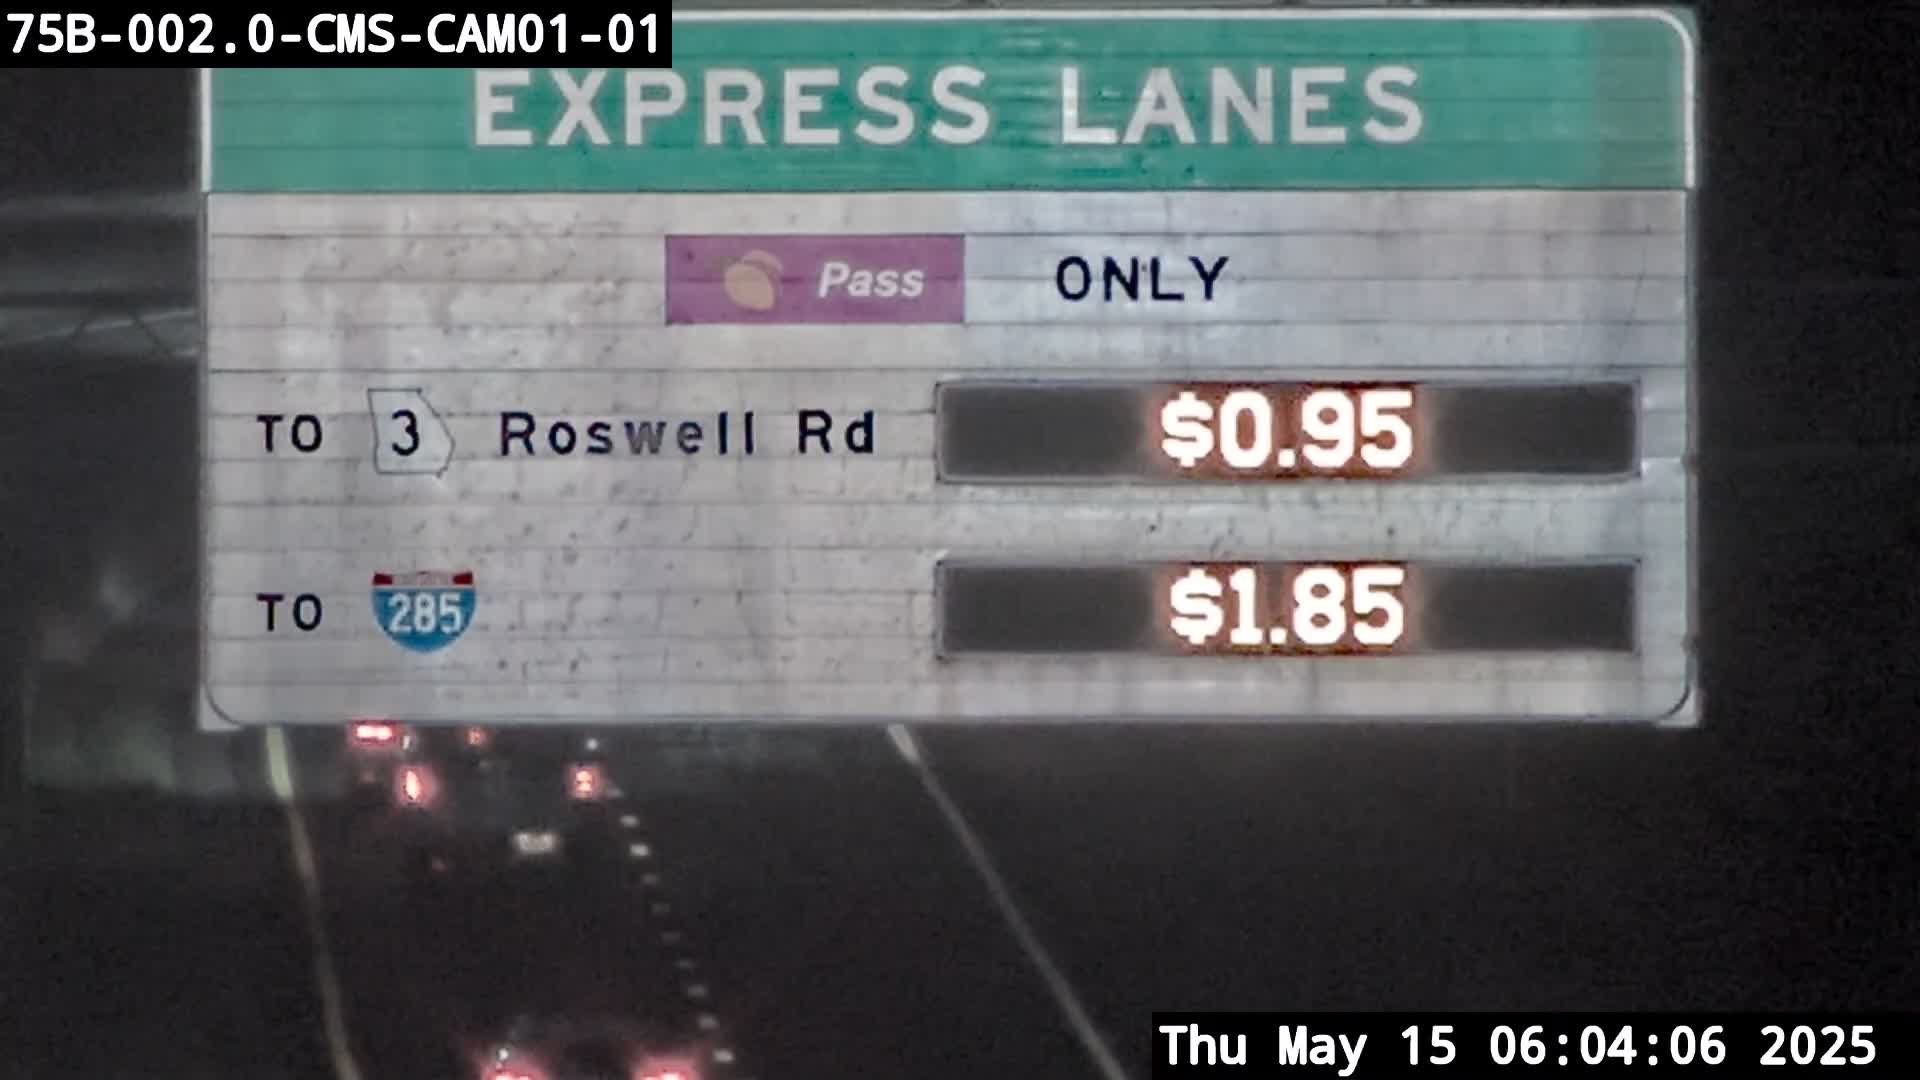 75B-002.0-CMS-CAM01-01
EXPRESS LANES
Pass ONLY
TO 3 Roswell Rd $0.95
TO 285 $1.85
Thu May 15 06:04:06 2025